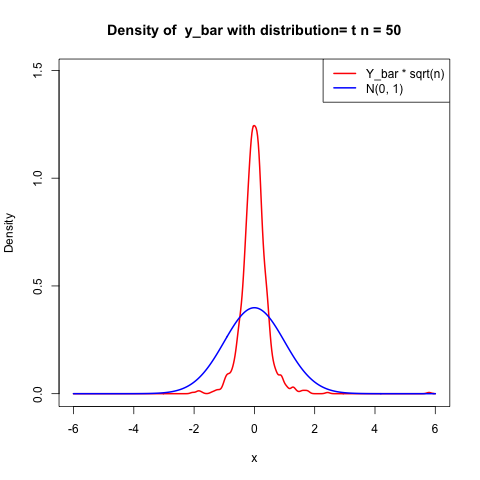 Density of  y_bar with distribution= t n = 50
Y_bar * sqrt(n)
N(0, 1)
Density
1.5
1.0
0.5
0.0
-6 -4 -2 0 2 4 6
x